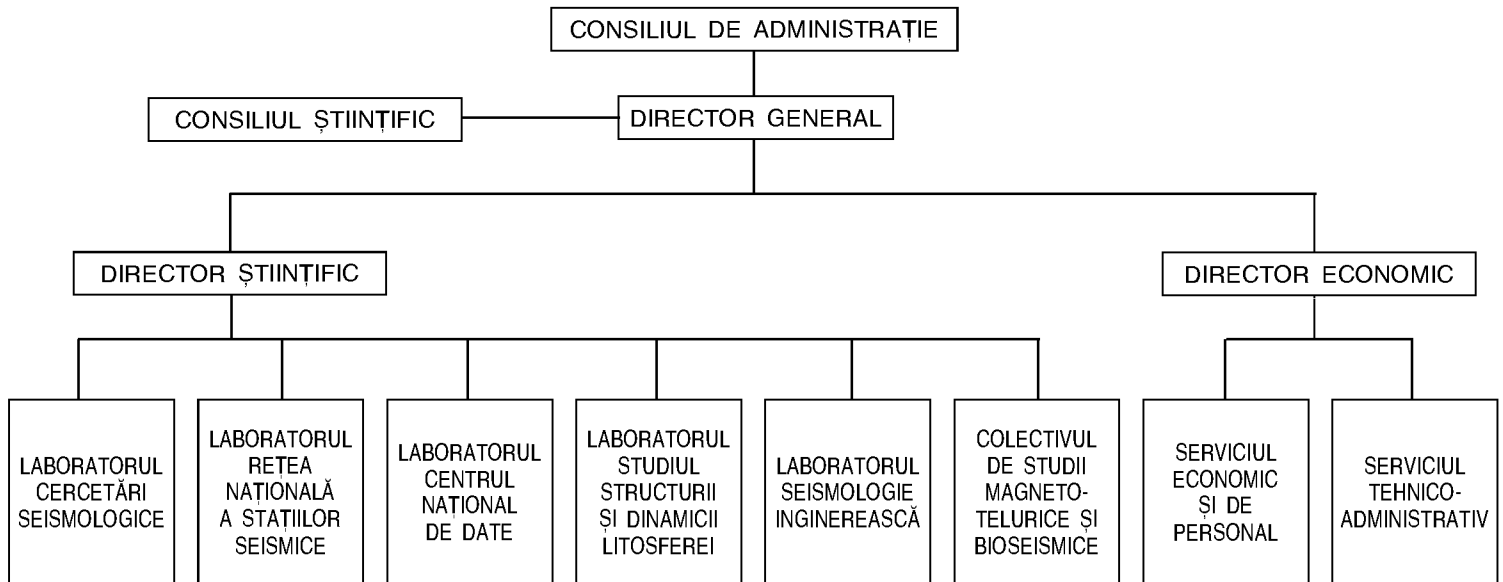 CONSILIUL DE ADMINISTRAȚIE
CONSILIUL ȘTIINȚIFIC
DIRECTOR GENERAL
DIRECTOR ȘTIINȚIFIC
DIRECTOR ECONOMIC
LABORATORUL
CERCETĂRI
SEISMOLOGICE
LABORATORUL
REȚEA
NAȚIONALĂ
A STAȚIILOR
SEISMICE
LABORATORUL
CENTRUL
NAȚIONAL
DE DATE
LABORATORUL
STUDIUL
STRUCTURII
ȘI DINAMICII
LITOSFEREI
LABORATORUL
SEISMOLOGIE
INGINEREASCĂ
COLECTIVUL
DE STUDII
MAGNETO-
TELURICE ȘI
BIOSEISMICE
SERVICIUL
ECONOMIC
ȘI DE
PERSONAL
SERVICIUL
TEHNICO-
ADMINISTRATIV